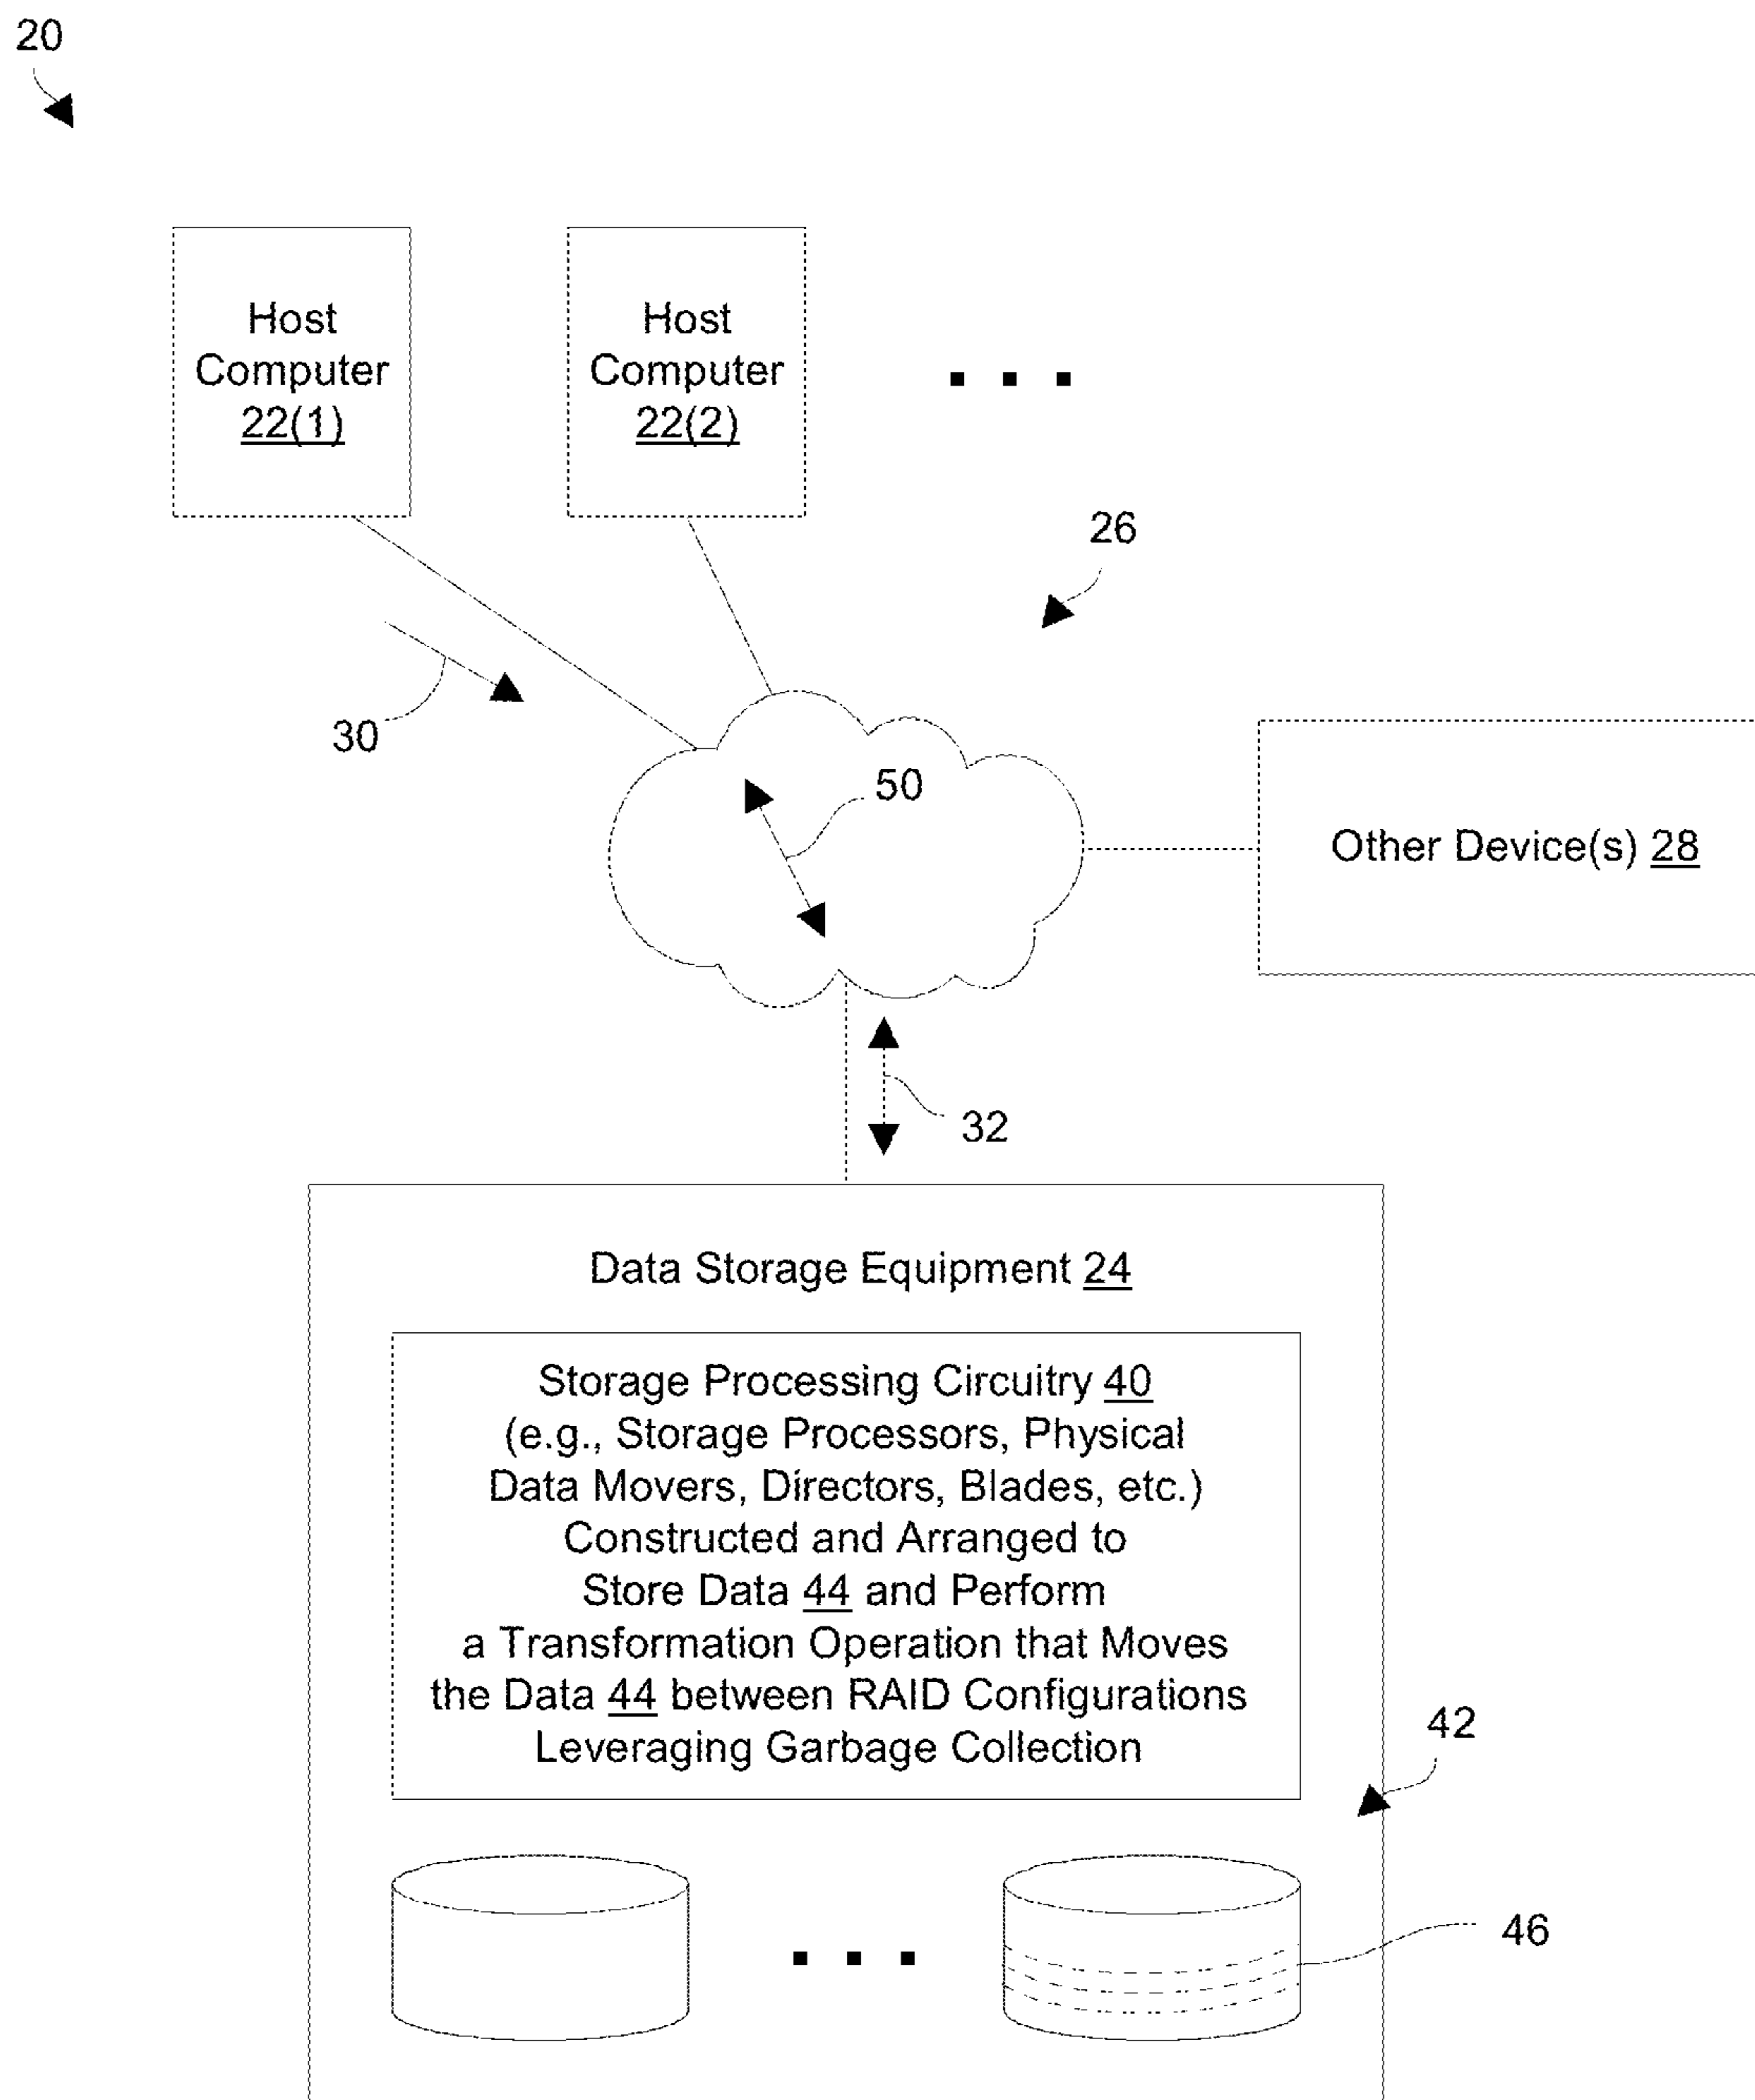 20
Host
Computer
22(1)
Host
Computer
22(2)
26
30
50
Other Device(s) 28
32
Data Storage Equipment 24
Storage Processing Circuitry 40
(e.g., Storage Processors, Physical
Data Movers, Directors, Blades, etc.)
Constructed and Arranged to
Store Data 44 and Perform
a Transformation Operation that Moves
the Data 44 between RAID Configurations
Leveraging Garbage Collection
42
46